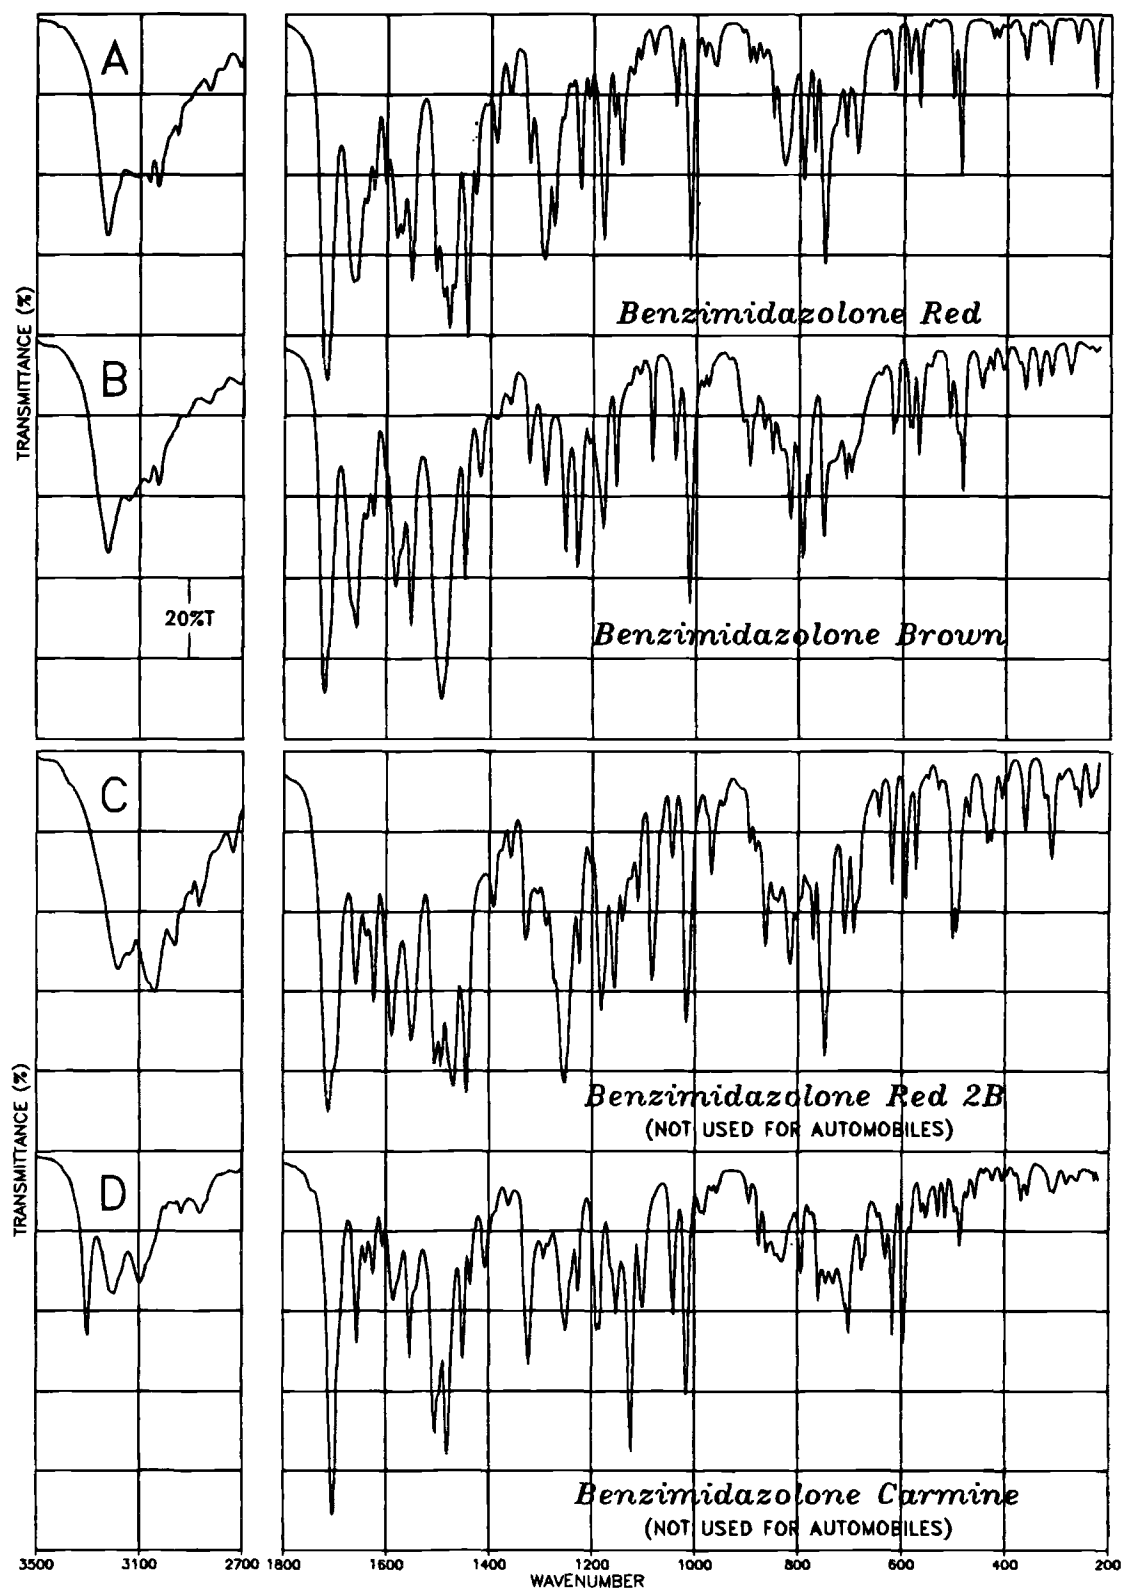 A
TRANSMITTANCE (%)
Benzimidazolone Red
B
20%T
Benzimidazolone Brown
C
TRANSMITTANCE (%)
Benzimidazolone Red 2B
(NOT USED FOR AUTOMOBILES)
D
Benzimidazolone Carmine
(NOT USED FOR AUTOMOBILES)
3500 3100 2700 1800 1600 1400 1200 1000 800 600 400 200
WAVENUMBER